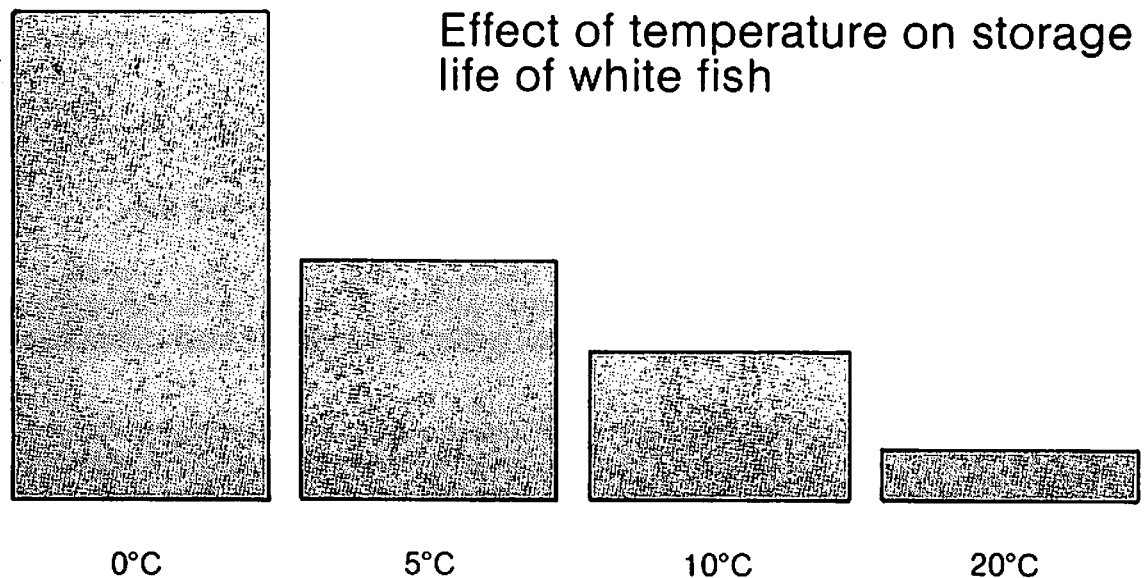 Effect of temperature on storage
life of white fish
0°C 5°C 10°C 20°C